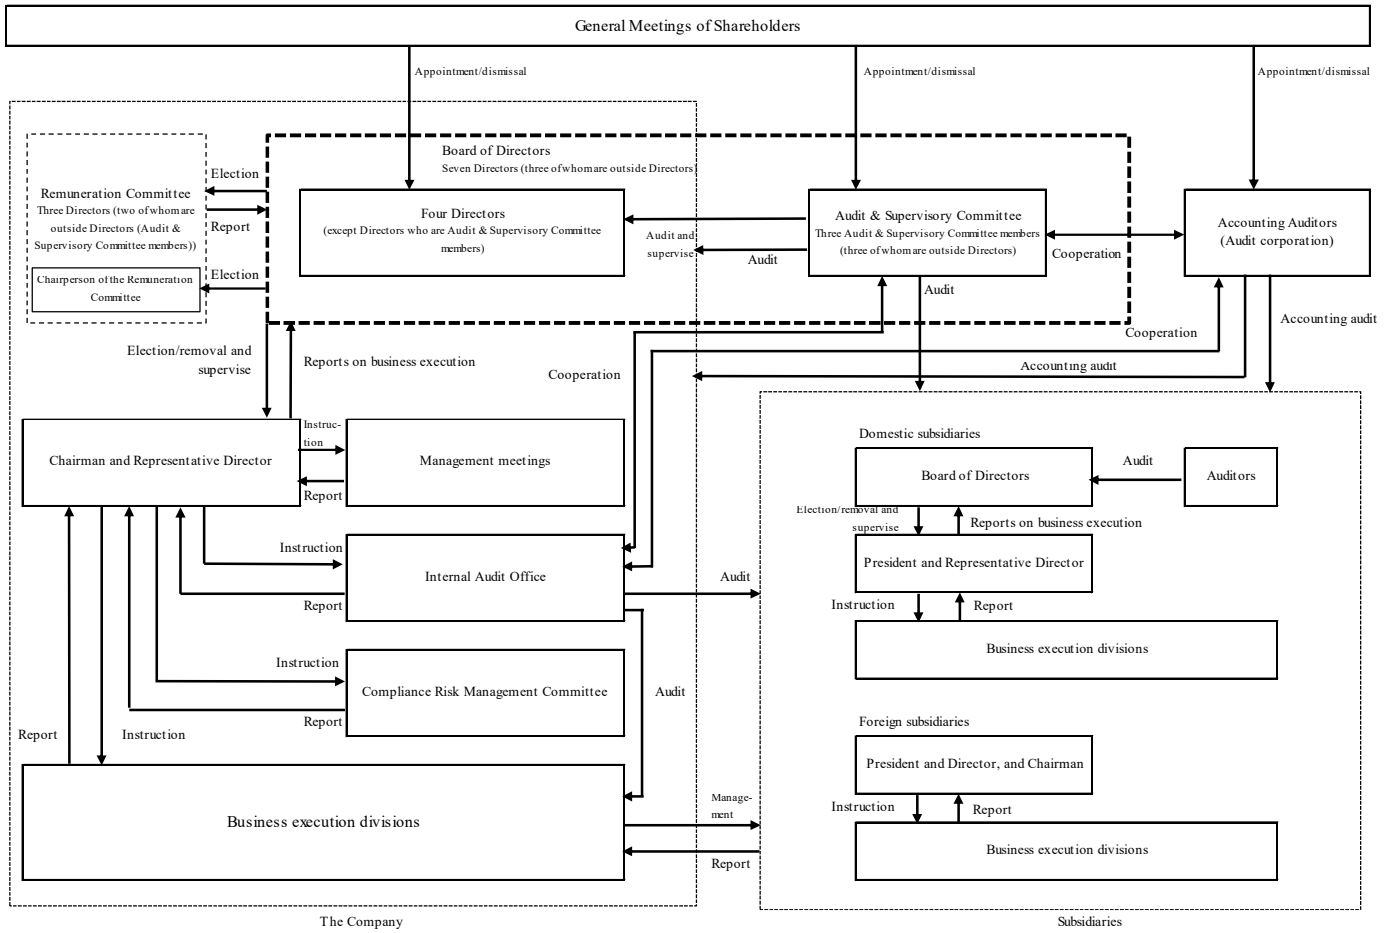 General Meetings of Shareholders
Appointment/dismissal
Appointment/dismissal
Appointment/dismissal
Board of Directors
Seven Directors (three of whom are outside Directors)
Election
Remuneration Committee
Three Directors (two of whom are
outside Directors (Audit &
Supervisory Committee members))
Report
Election
Chairperson of the Remuneration
Committee
Four Directors
(except Directors who are Audit & Supervisory Committee
members)
Audit and
supervise
Audit
Audit & Supervisory Committee
Three Audit & Supervisory Committee members
(three of whom are outside Directors)
Cooperation
Accounting Auditors
(Audit corporation)
Audit
Election/removal and
supervise
Reports on business execution
Cooperation
Cooperation
Accounting audit
Accounting audit
Chairman and Representative Director
Instruc-
tion
Report
Management meetings
Instruction
Report
Internal Audit Office
Audit
Instruction
Report
Compliance Risk Management Committee
Audit
Report
Instruction
Business execution divisions
Manage-
ment
Report
The Company
Domestic subsidiaries
Board of Directors
Audit
Auditors
Election/removal and
supervise
Reports on business execution
President and Representative Director
Instruction
Report
Business execution divisions
Foreign subsidiaries
President and Director, and Chairman
Instruction
Report
Business execution divisions
Subsidiaries